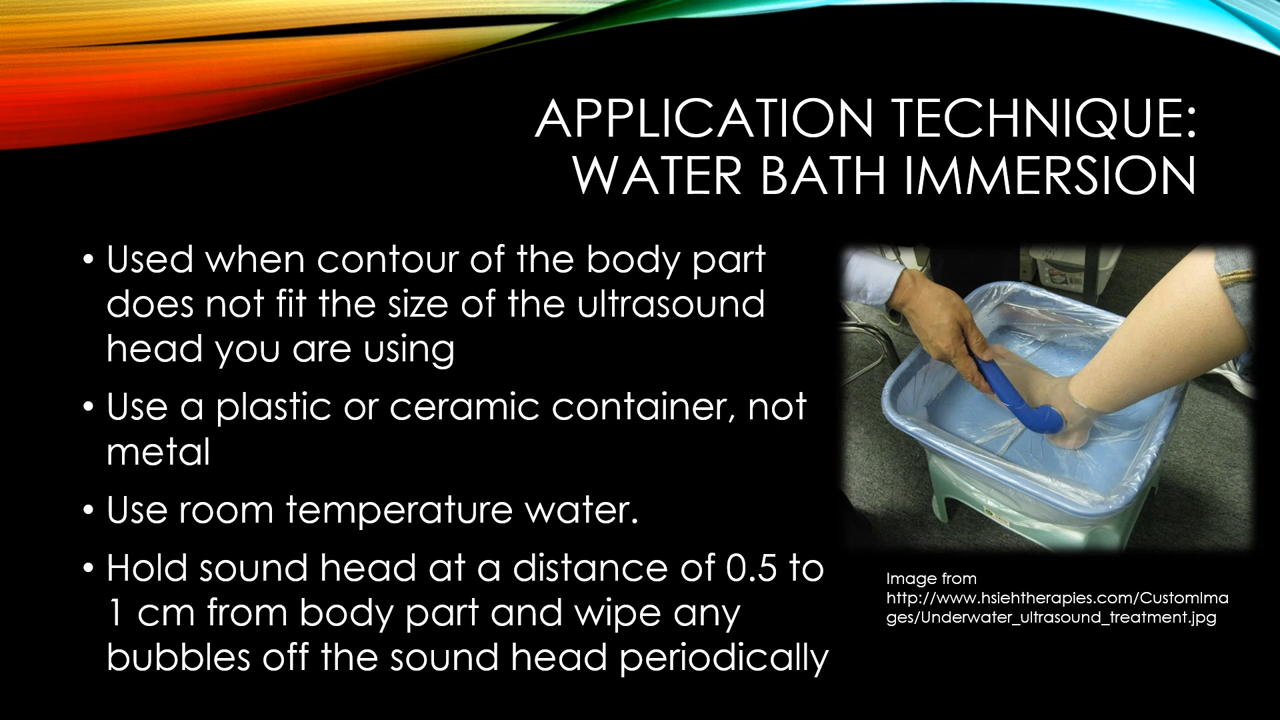 APPLICATION TECHNIQUE:
WATER BATH IMMERSION
• Used when contour of the body part
does not fit the size of the ultrasound
head you are using
• Use a plastic or ceramic container, not
metal
• Use room temperature water.
• Hold sound head at a distance of 0.5 to
1 cm from body part and wipe any
bubbles off the sound head periodically
Image from
http://www.hsiehtherapies.com/CustomIma
ges/Underwater_ultrasound_treatment.jpg